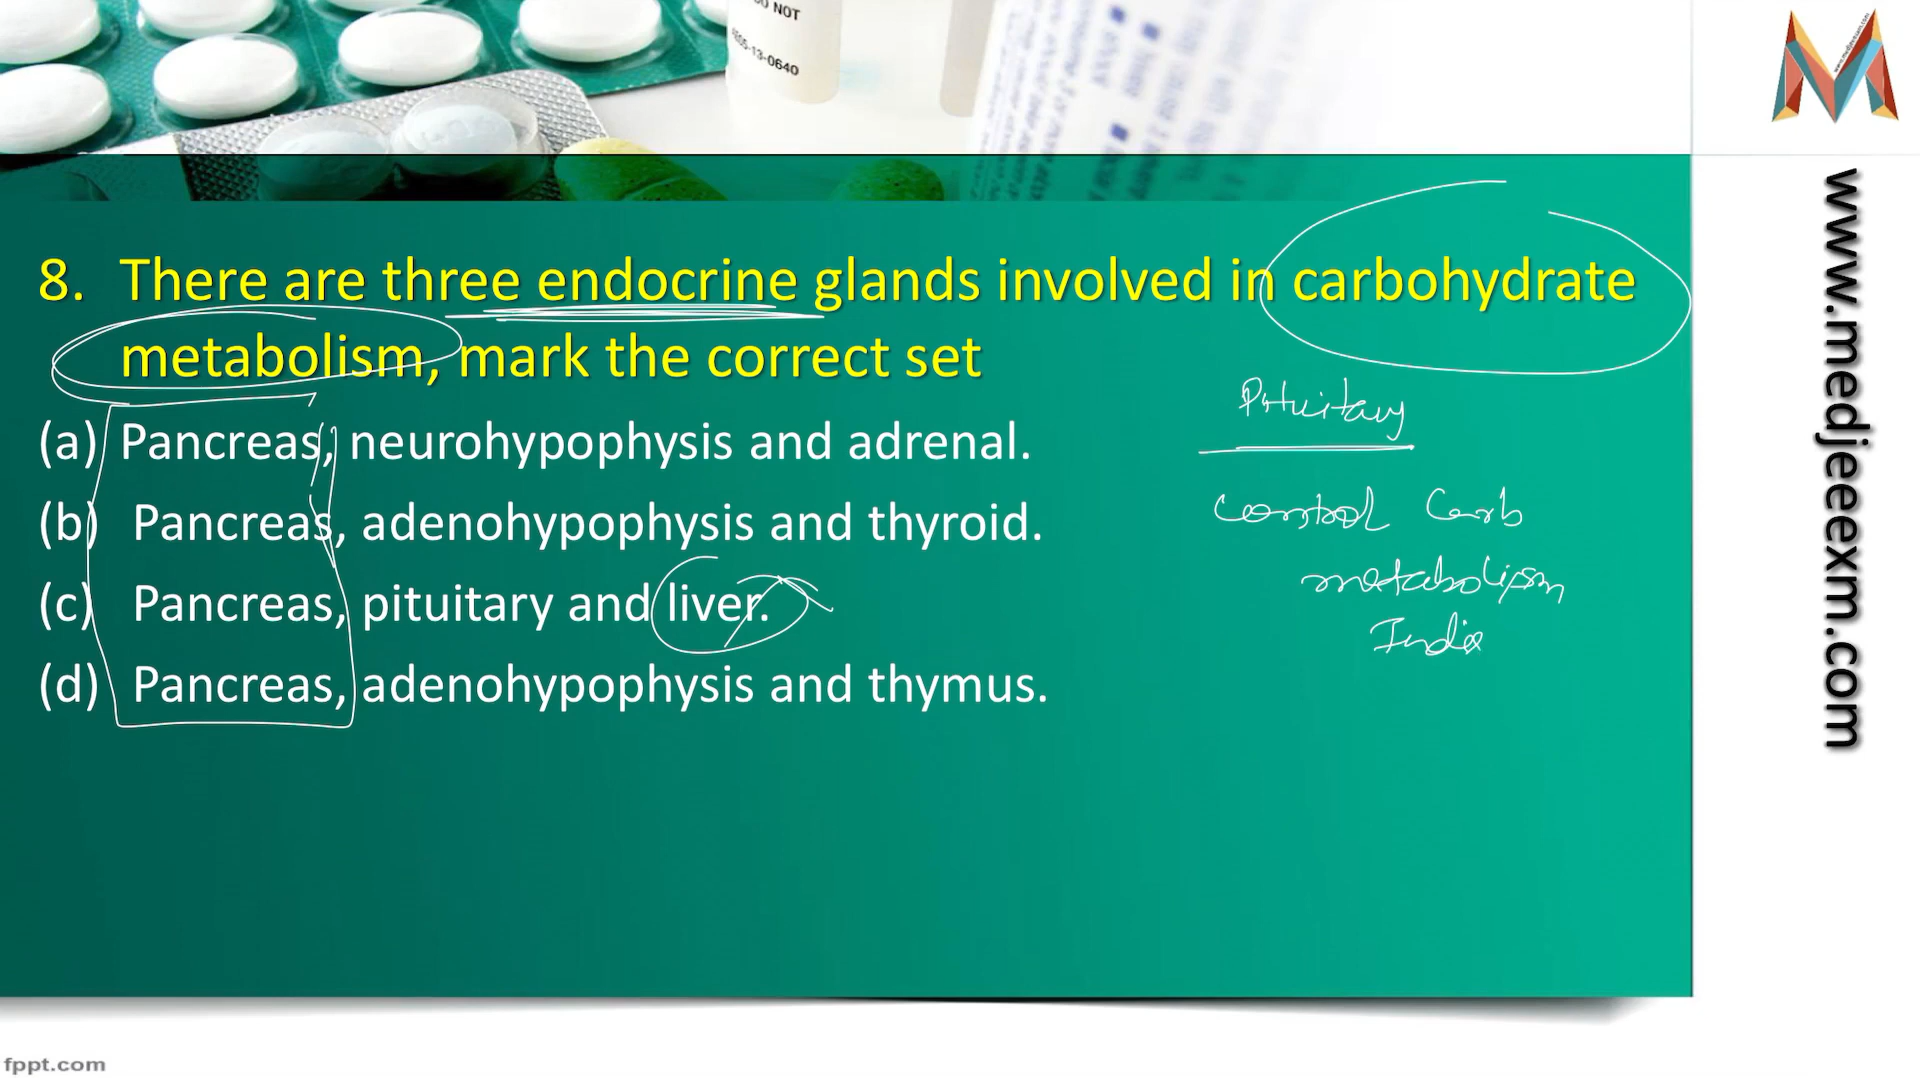 DO NOT
13-0640
www.medjeeexm.com
8. There are three endocrine glands involved in carbohydrate
metabolism, mark the correct set
(a) Pancreas, neurohypophysis and adrenal.
(b) Pancreas, adenohypophysis and thyroid.
(c) Pancreas, pituitary and liver.
(d) Pancreas, adenohypophysis and thymus.
Pituitary
control Carb
metabolism
fppt.com